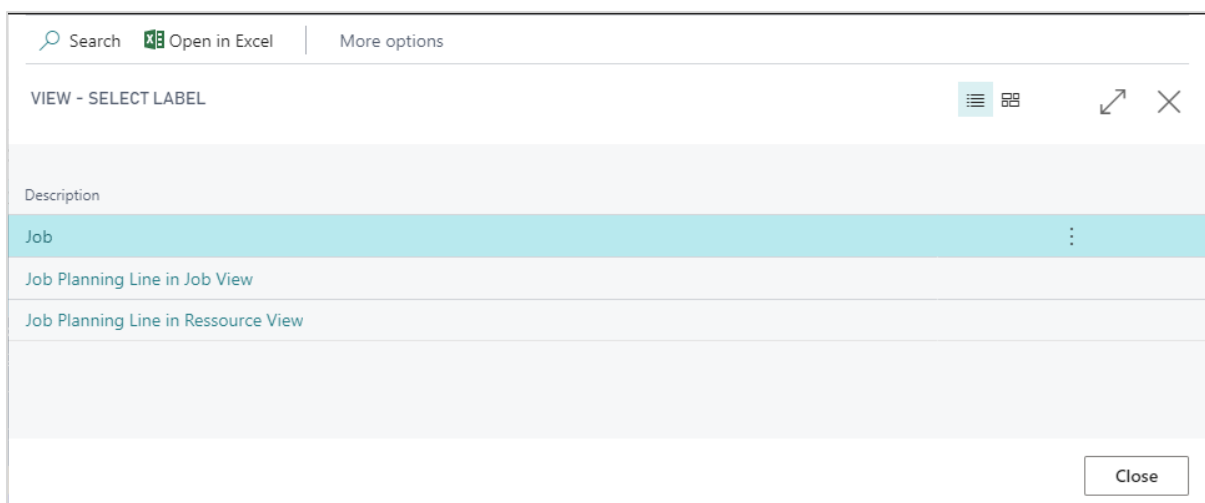 Search Open in Excel More options
VIEW - SELECT LABEL
Description
Job
Job Planning Line in Job View
Job Planning Line in Ressource View
Close